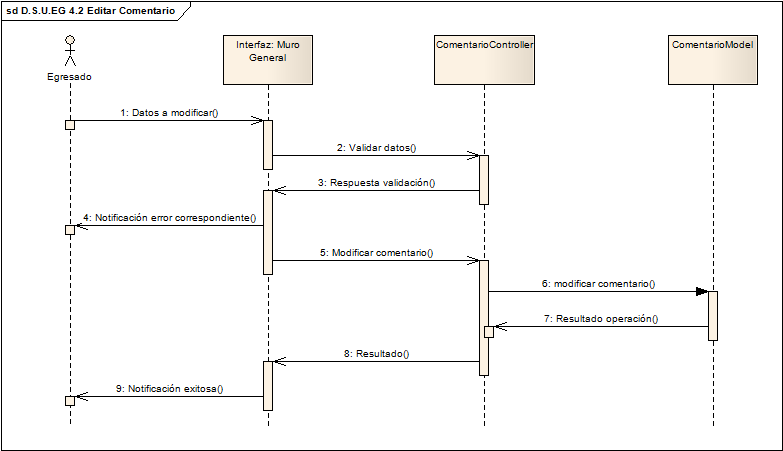 sd D.S.U.EG 4.2 Editar Comentario
Egresado
Interfaz: Muro
General
ComentarioController
ComentarioModel
1: Datos a modificar()
2: Validar datos()
3: Respuesta validación()
4: Notificación error correspondiente()
5: Modificar comentario()
6: modificar comentario()
7: Resultado operación()
8: Resultado()
9: Notificación exitosa()